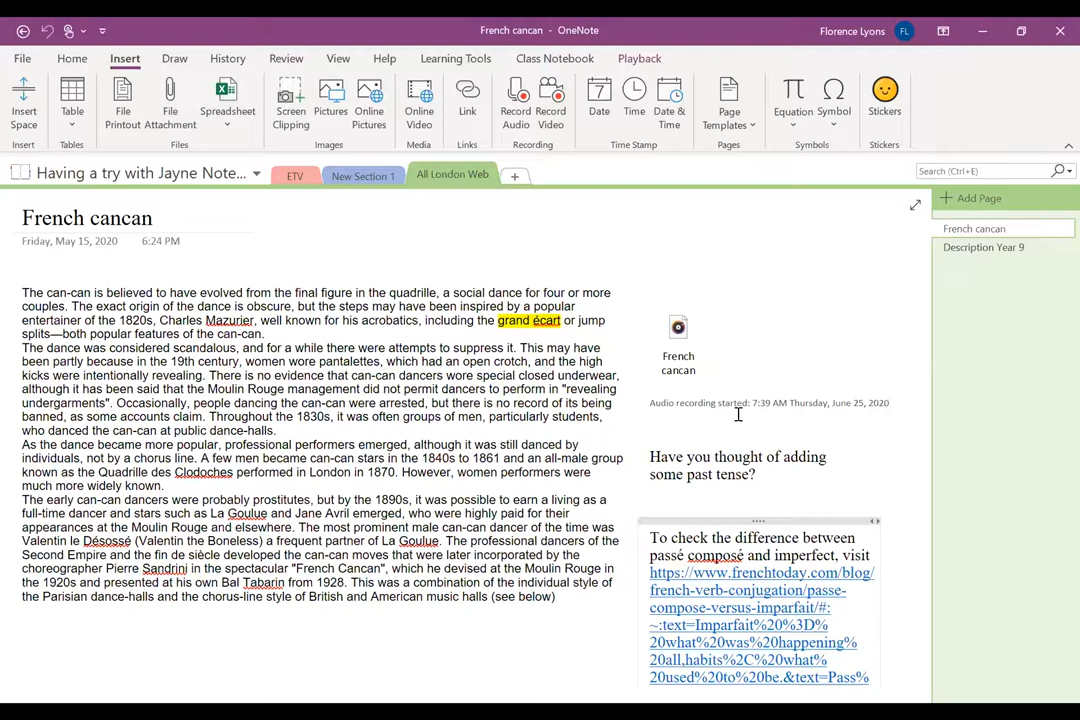 French cancan - OneNote
Florence Lyons FL
File Home Insert Draw History Review View Help Learning Tools Class Notebook Playback
Insert Space
Table
File Printout
File Attachment
Spreadsheet
Screen Clipping
Pictures
Online Pictures
Online Video
Link
Record Audio
Record Video
Date
Time
Date & Time
Page Templates
Equation
Symbol
Stickers
Insert Tables Files Images Media Links Recording Time Stamp Pages Symbols Stickers
Having a try with Jayne Note...
ETV
New Section 1
All London Web
Search (Ctrl+E)
Add Page
French cancan
Description Year 9
French cancan
Friday, May 15, 2020 6:24 PM
The can-can is believed to have evolved from the final figure in the quadrille, a social dance for four or more
couples. The exact origin of the dance is obscure, but the steps may have been inspired by a popular
entertainer of the 1820s, Charles Mazurier, well known for his acrobatics, including the grand écart or jump
splits—both popular features of the can-can.
The dance was considered scandalous, and for a while there were attempts to suppress it. This may have
been partly because in the 19th century, women wore pantalettes, which had an open crotch, and the high
kicks were intentionally revealing. There is no evidence that can-can dancers wore special closed underwear,
although it has been said that the Moulin Rouge management did not permit dancers to perform in "revealing
undergarments". Occasionally, people dancing the can-can were arrested, but there is no record of its being
banned, as some accounts claim. Throughout the 1830s, it was often groups of men, particularly students,
who danced the can-can at public dance-halls.
As the dance became more popular, professional performers emerged, although it was still danced by
individuals, not by a chorus line. A few men became can-can stars in the 1840s to 1861 and an all-male group
known as the Quadrille des Clodoches performed in London in 1870. However, women performers were
much more widely known.
The early can-can dancers were probably prostitutes, but by the 1890s, it was possible to earn a living as a
full-time dancer and stars such as La Goulue and Jane Avril emerged, who were highly paid for their
appearances at the Moulin Rouge and elsewhere. The most prominent male can-can dancer of the time was
Valentin le Désossé (Valentin the Boneless) a frequent partner of La Goulue. The professional dancers of the
Second Empire and the fin de siècle developed the can-can moves that were later incorporated by the
choreographer Pierre Sandrini in the spectacular "French Cancan", which he devised at the Moulin Rouge in
the 1920s and presented at his own Bal Tabarin from 1928. This was a combination of the individual style of
the Parisian dance-halls and the chorus-line style of British and American music halls (see below)
French
cancan
Audio recording started: 7:39 AM Thursday, June 25, 2020
Have you thought of adding
some past tense?
To check the difference between
passé composé and imperfect, visit
https://www.frenchtoday.com/blog/
french-verb-conjugation/passe-
compose-versus-imparfait/#:
~:text=Imparfait%20%3D%
20what%20was%20happening%
20all,habits%2C%20what%
20used%20to%20be.&text=Pass%